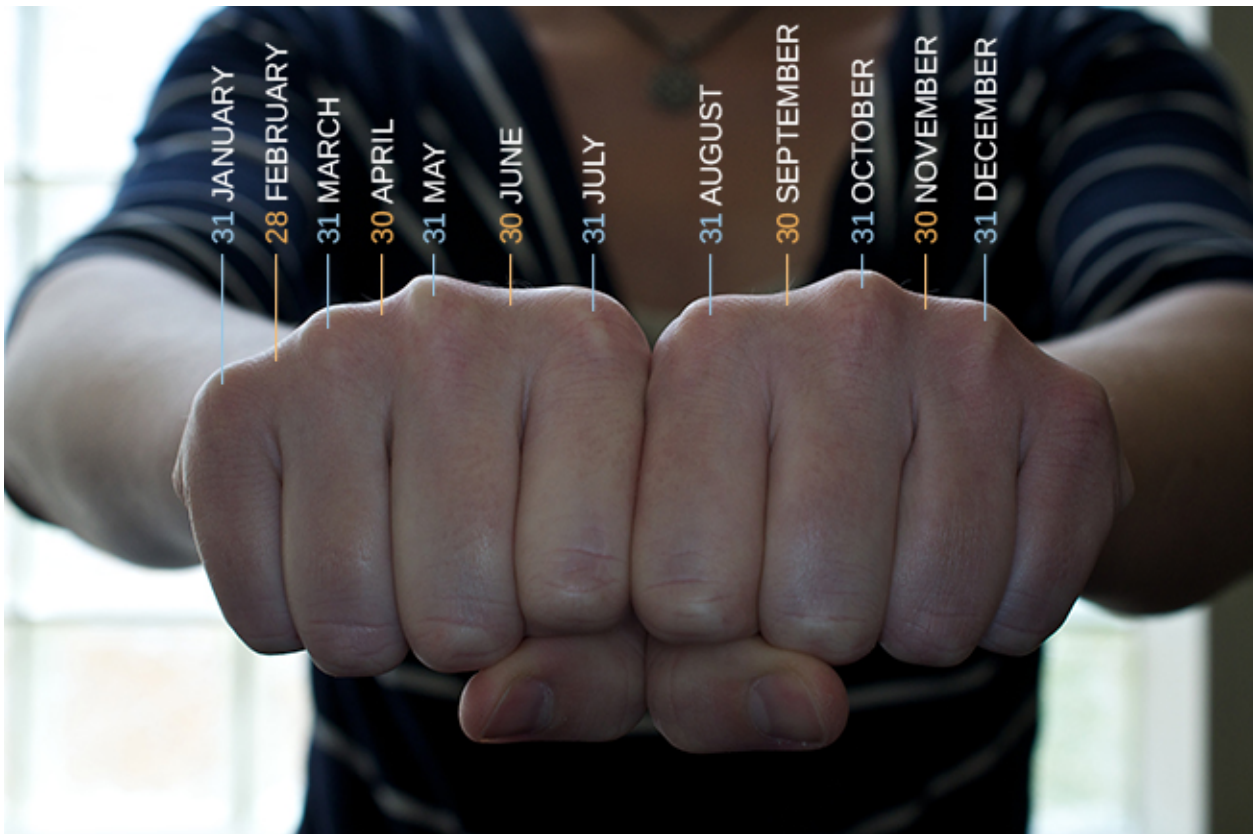 31 JANUARY
28 FEBRUARY
31 MARCH
30 APRIL
31 MAY
30 JUNE
31 JULY
31 AUGUST
30 SEPTEMBER
31 OCTOBER
30 NOVEMBER
31 DECEMBER